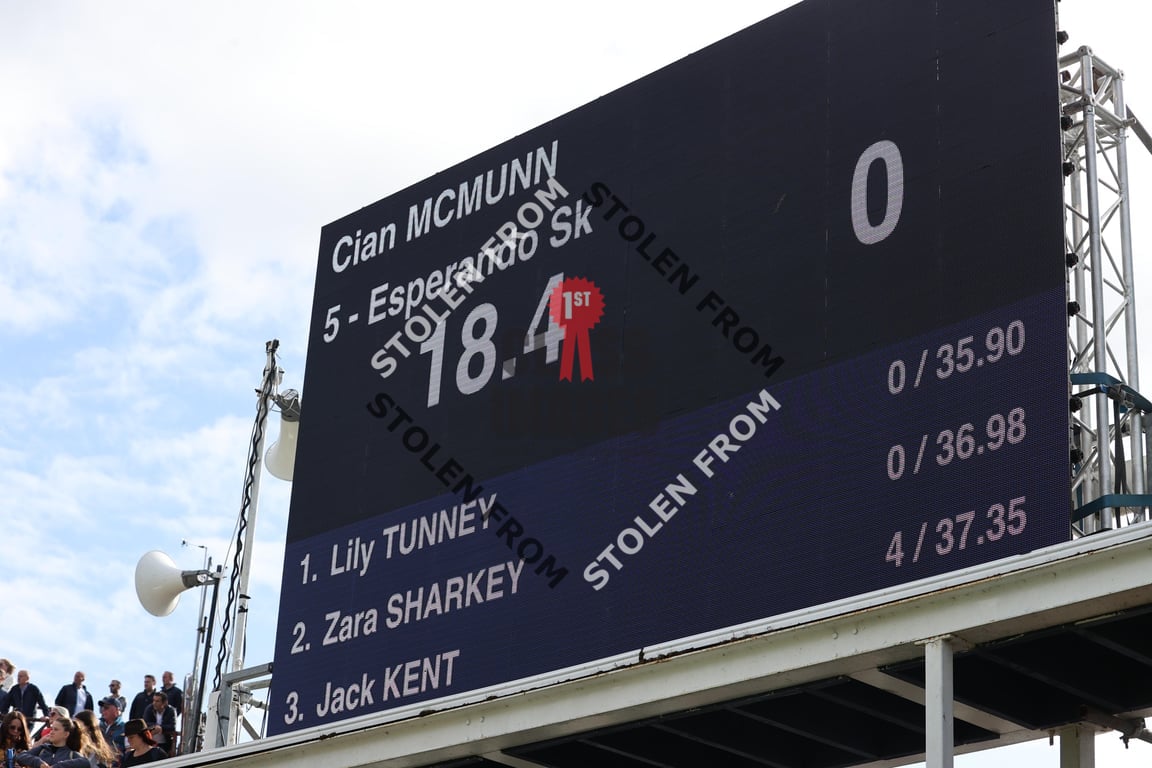 Cian MCMUNN
0
5 - Esperando Sk
18.4
1. Lily TUNNEY 0 / 35.90
2. Zara SHARKEY 0 / 36.98
3. Jack KENT 4 / 37.35
STOLEN FROM
STOLEN FROM
1ST
STOLEN FROM
STOLEN FROM